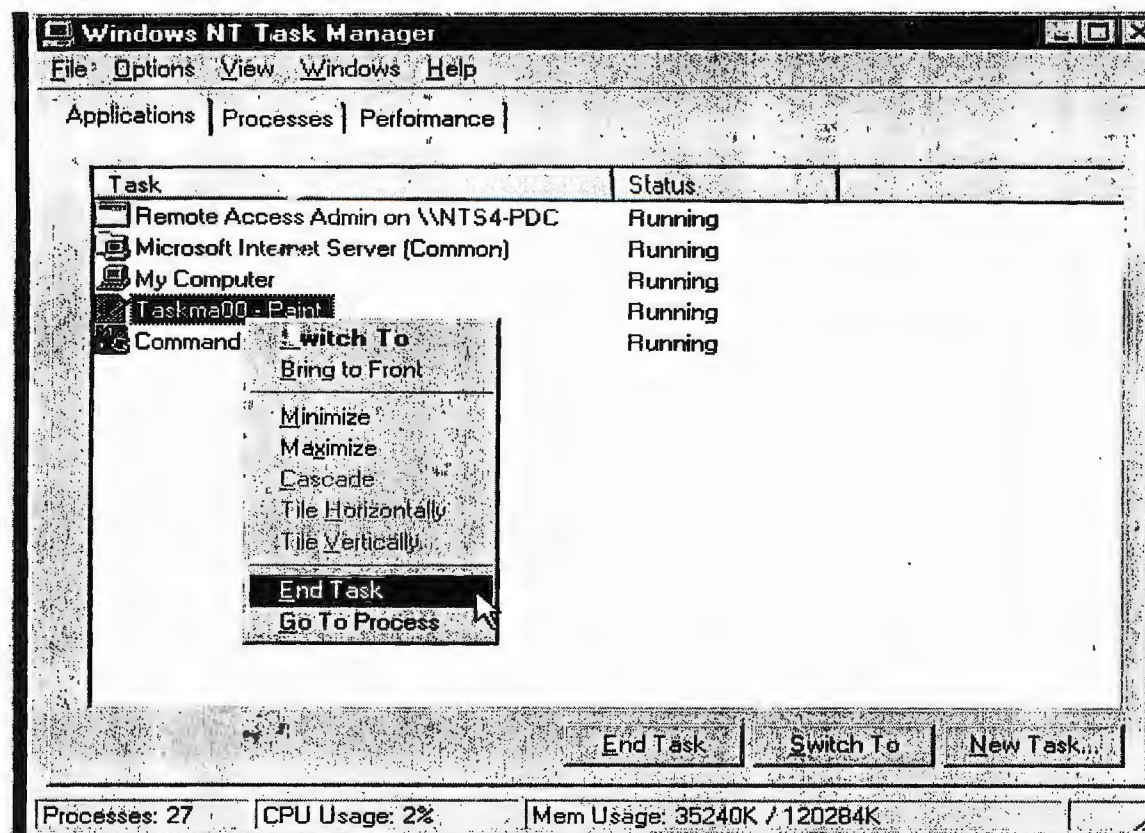 Windows NT Task Manager
File Options View Windows Help
Applications Processes Performance
Task Status
Remote Access Admin on \\NTS4-PDC Running
Microsoft Internet Server (Common) Running
My Computer Running
Taskma00 - Paint Running
Command Running
Switch To
Bring to Front
Minimize
Maximize
Cascade
Tile Horizontally
Tile Vertically
End Task
Go To Process
End Task Switch To New Task...
Processes: 27 CPU Usage: 2% Mem Usage: 35240K / 120284K